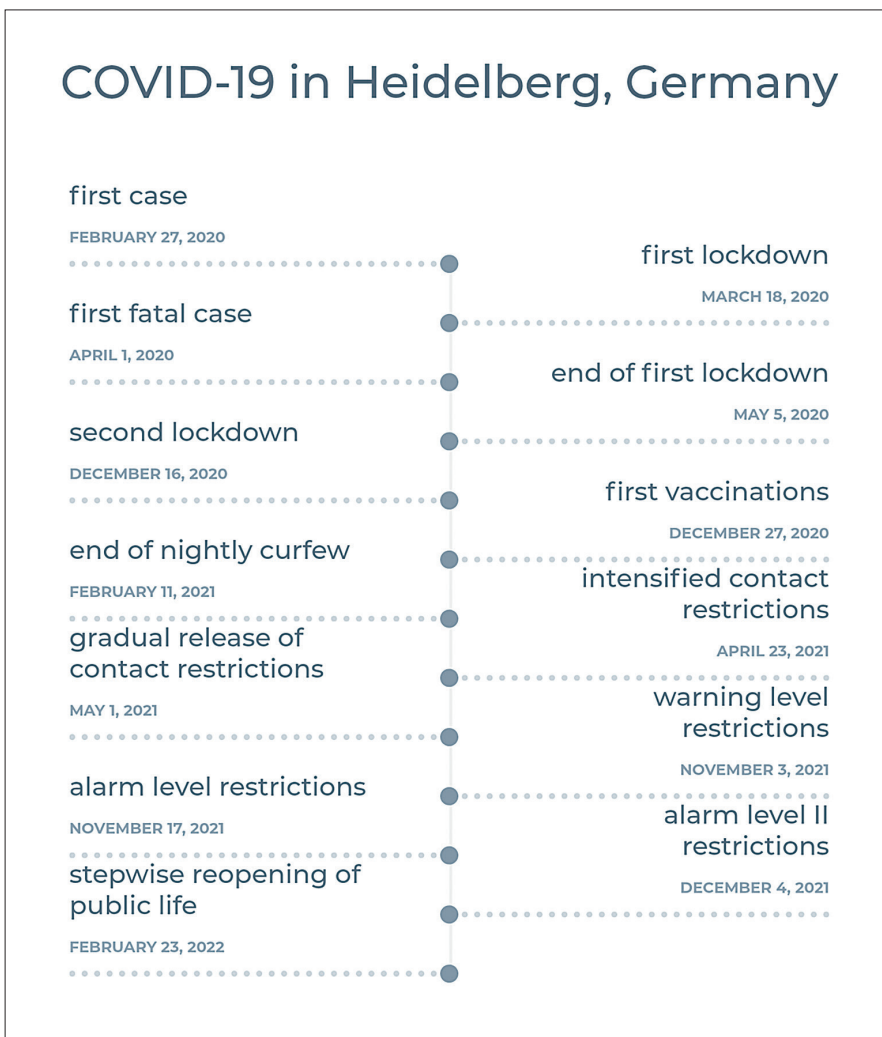 COVID-19 in Heidelberg, Germany
first case
FEBRUARY 27, 2020
first lockdown
MARCH 18, 2020
first fatal case
APRIL 1, 2020
end of first lockdown
MAY 5, 2020
second lockdown
DECEMBER 16, 2020
first vaccinations
DECEMBER 27, 2020
end of nightly curfew
FEBRUARY 11, 2021
intensified contact
restrictions
APRIL 23, 2021
gradual release of
contact restrictions
MAY 1, 2021
warning level
restrictions
NOVEMBER 3, 2021
alarm level restrictions
NOVEMBER 17, 2021
alarm level II
restrictions
DECEMBER 4, 2021
stepwise reopening of
public life
FEBRUARY 23, 2022